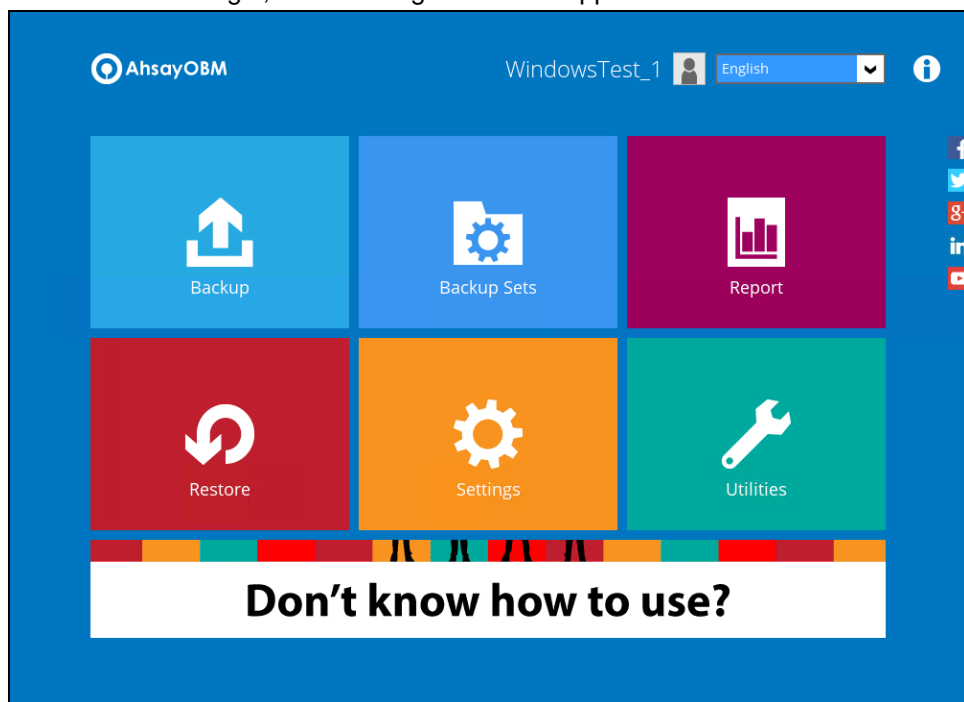 AhsayOBM
WindowsTest_1
English
Backup
Backup Sets
Report
Restore
Settings
Utilities
Don't know how to use?